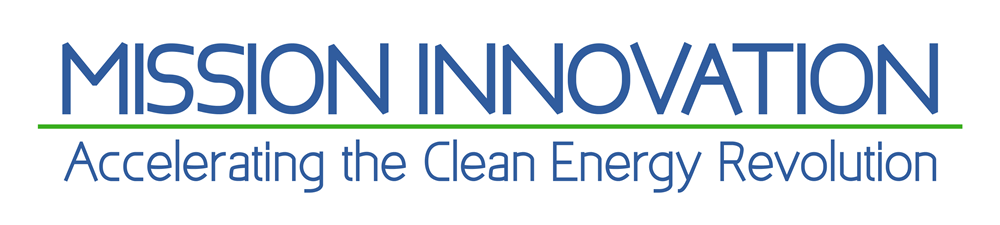 MISSION INNOVATION
Accelerating the Clean Energy Revolution